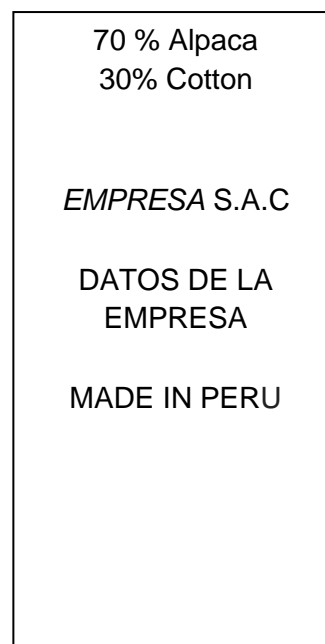 70 % Alpaca
30% Cotton
EMPRESA S.A.C
DATOS DE LA
EMPRESA
MADE IN PERU